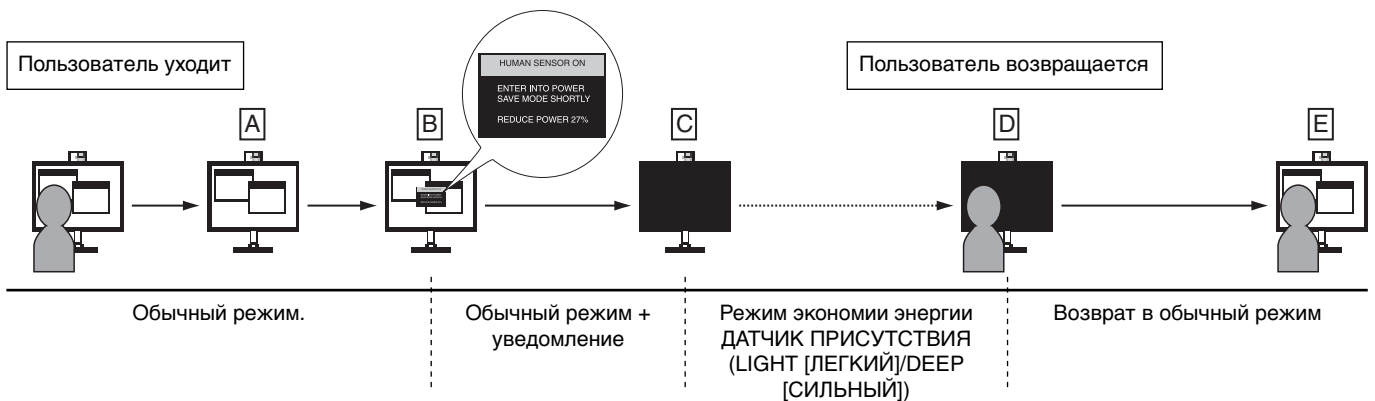 Пользователь уходит
HUMAN SENSOR ON
ENTER INTO POWER
SAVE MODE SHORTLY
REDUCE POWER 27%
Пользователь возвращается
A
B
C
D
E
Обычный режим.
Обычный режим +
уведомление
Режим экономии энергии
ДАТЧИК ПРИСУТСТВИЯ
(LIGHT [ЛЕГКИЙ]/DEEP
[СИЛЬНЫЙ])
Возврат в обычный режим